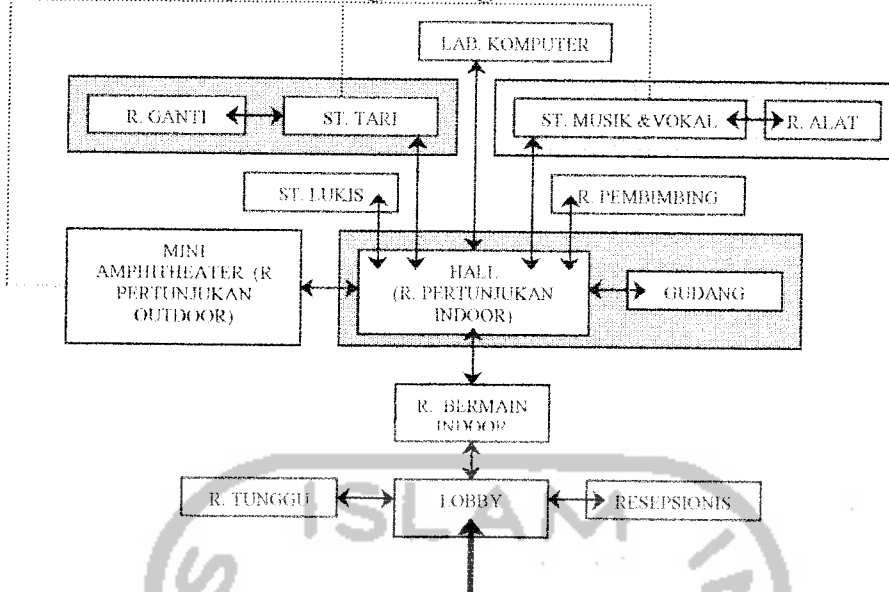 LAB. KOMPUTER
R. GANTI
ST. TARI
ST. MUSIK &VOKAL
R. ALAT
ST. LUKIS
R. PEMBIMBING
MINI
AMPHITHEATER (R
PERTUNJUKAN
OUTDOOR)
HALL
(R. PERTUNJUKAN
INDOOR)
GUDANG
R. BERMAIN
INDOOR
R. TUNGGU
LOBBY
RESEPSIONIS
ISLAM